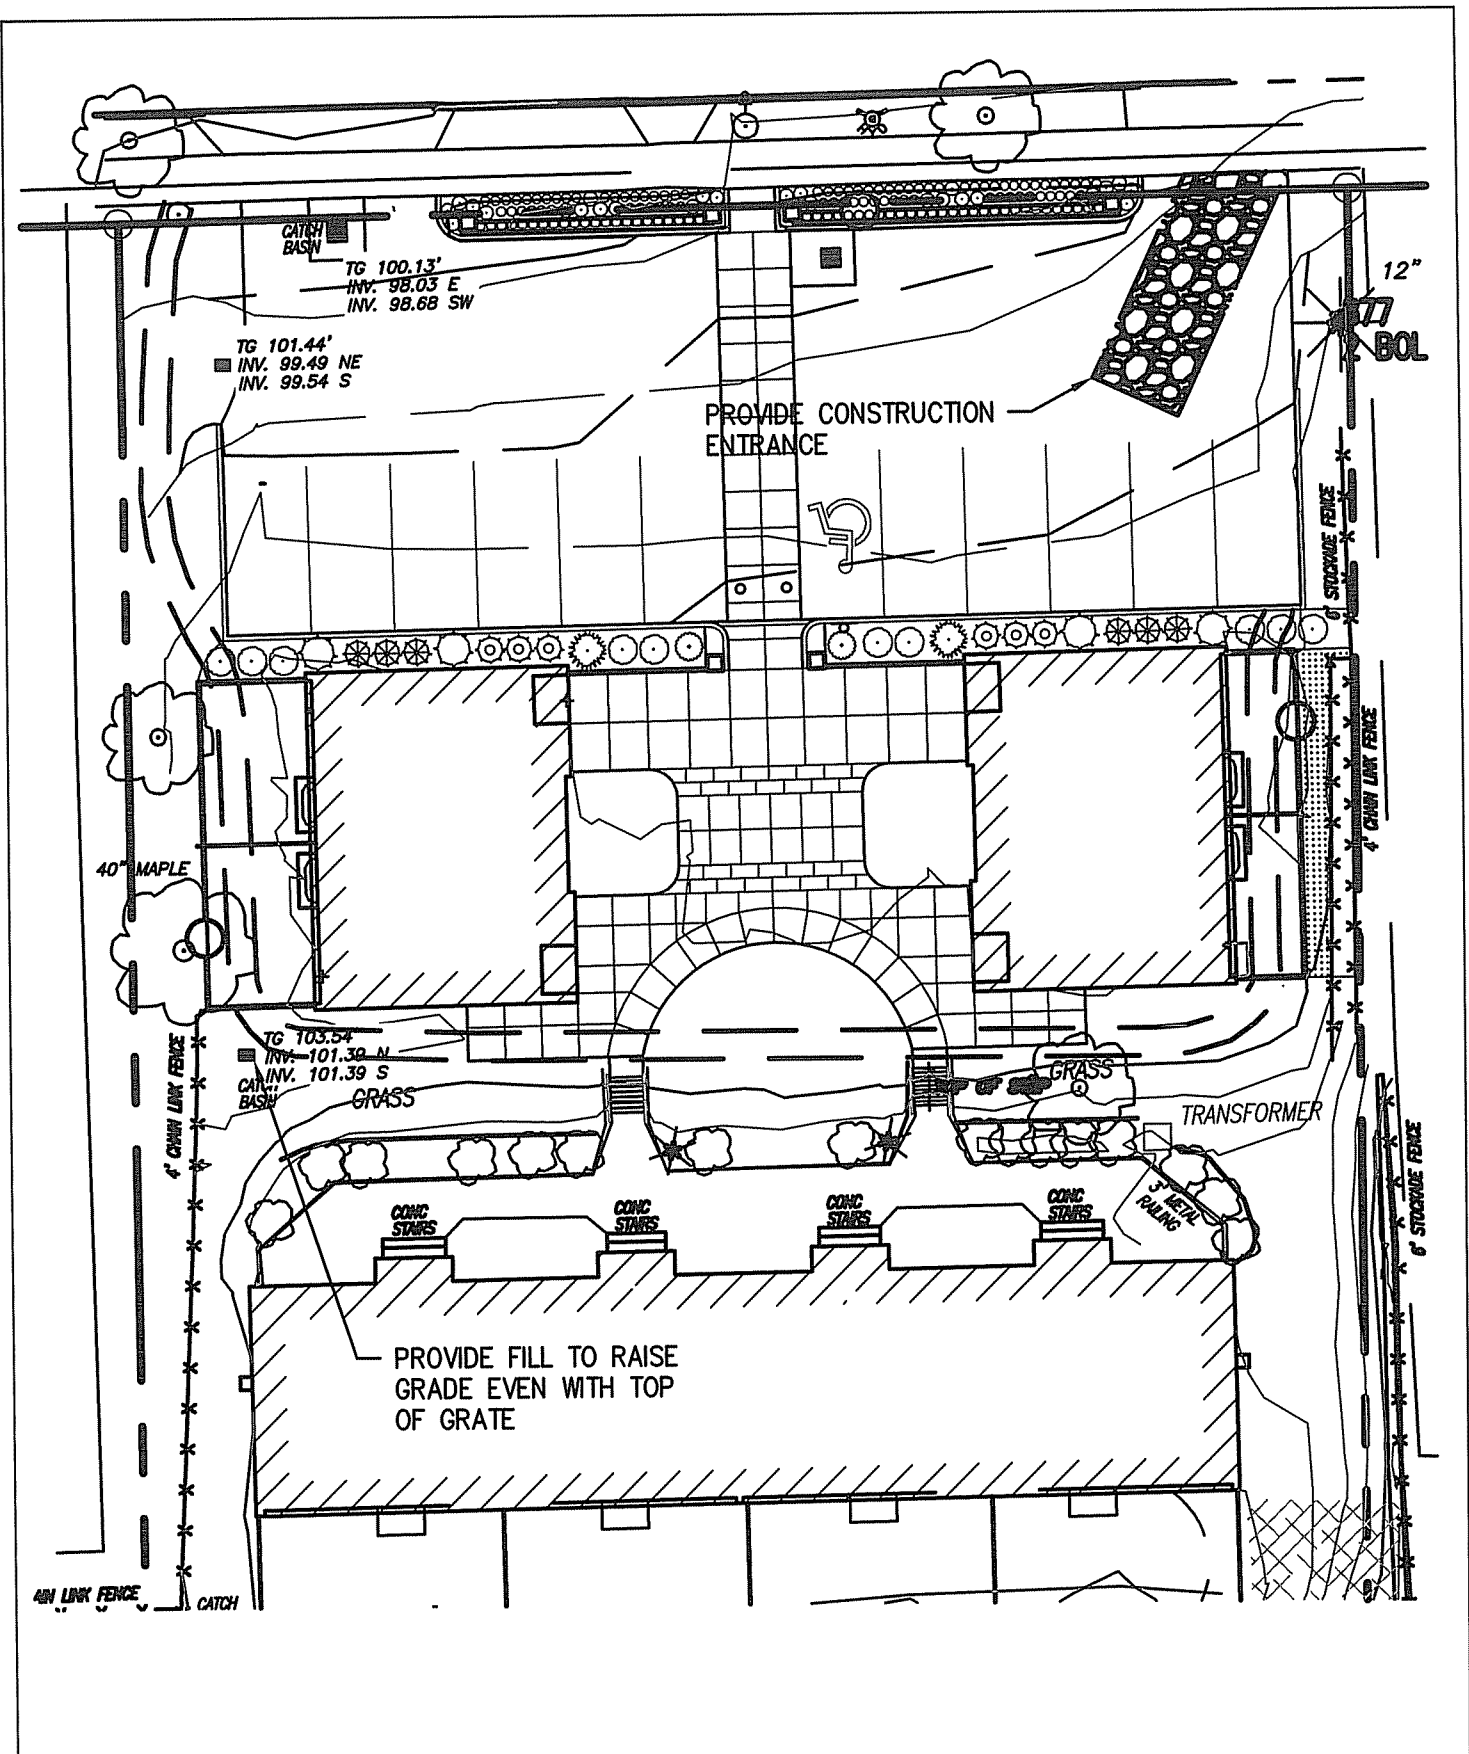 CATCH
BASIN
TG 100.13'
INV. 98.03 E
INV. 98.68 SW
12"
BOL
TG 101.44'
INV. 99.49 NE
INV. 99.54 S
PROVIDE CONSTRUCTION
ENTRANCE
6' STOCKADE FENCE
4' CHAIN LINK FENCE
40" MAPLE
TG 103.54
INV. 101.39 N
INV. 101.39 S
CATCH
BASIN
GRASS
GRASS
4' CHAIN LINK FENCE
TRANSFORMER
6' STOCKADE FENCE
3' METAL
RAILING
CONC
STAIRS
CONC
STAIRS
CONC
STAIRS
CONC
STAIRS
PROVIDE FILL TO RAISE
GRADE EVEN WITH TOP
OF GRATE
LINK FENCE
CATCH